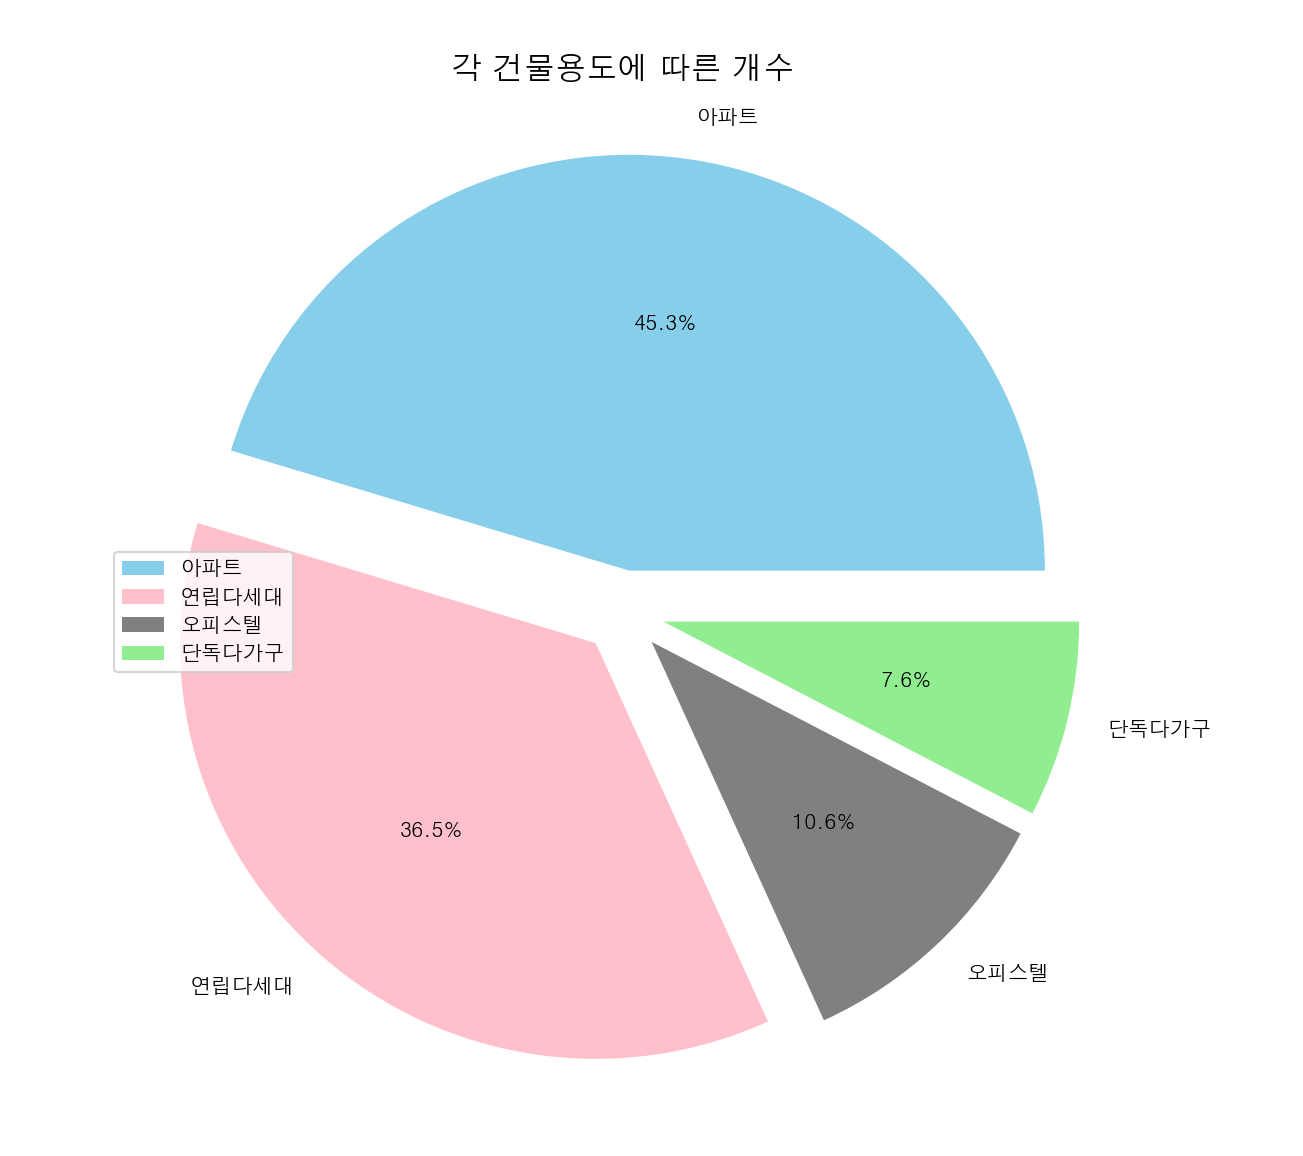 각 건물용도에 따른 개수
아파트
45.3%
아파트
연립다세대
오피스텔
단독다가구
7.6%
단독다가구
10.6%
36.5%
오피스텔
연립다세대